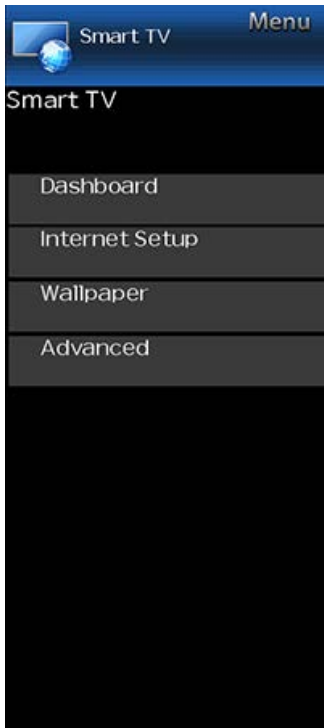 Menu
Smart TV
Smart TV
Dashboard
Internet Setup
Wallpaper
Advanced